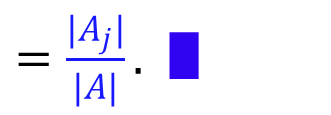 = |A_j| / |A| . ■